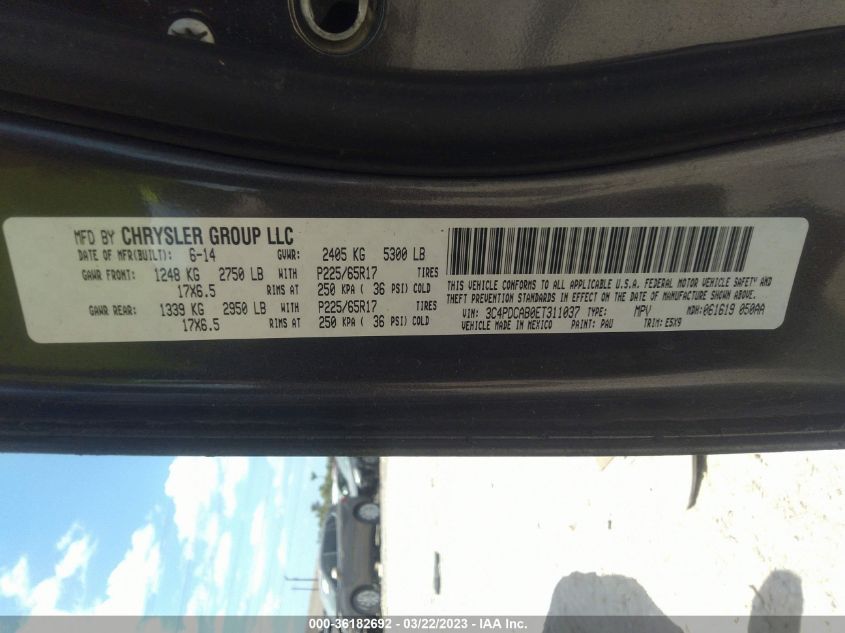 MFD BY CHRYSLER GROUP LLC
DATE OF MFR(BUILT): 6-14 GVWR: 2405 KG 5300 LB
GAWR FRONT: 1248 KG 2750 LB WITH P225/65R17 TIRES
17X6.5 RIMS AT 250 KPA ( 36 PSI) COLD
GAWR REAR: 1339 KG 2950 LB WITH P225/65R17 TIRES
17X6.5 RIMS AT 250 KPA ( 36 PSI) COLD
THIS VEHICLE CONFORMS TO ALL APPLICABLE U.S.A. FEDERAL MOTOR VEHICLE SAFETY AND
THEFT PREVENTION STANDARDS IN EFFECT ON THE DATE OF MANUFACTURE SHOWN ABOVE.
VIN: 3C4PDCAB0ET311037 TYPE: MPV MDH: 061619 050AA
VEHICLE MADE IN MEXICO PAINT: PAU TRIM: E5X9
000-36182692 - 03/22/2023 - IAA Inc.